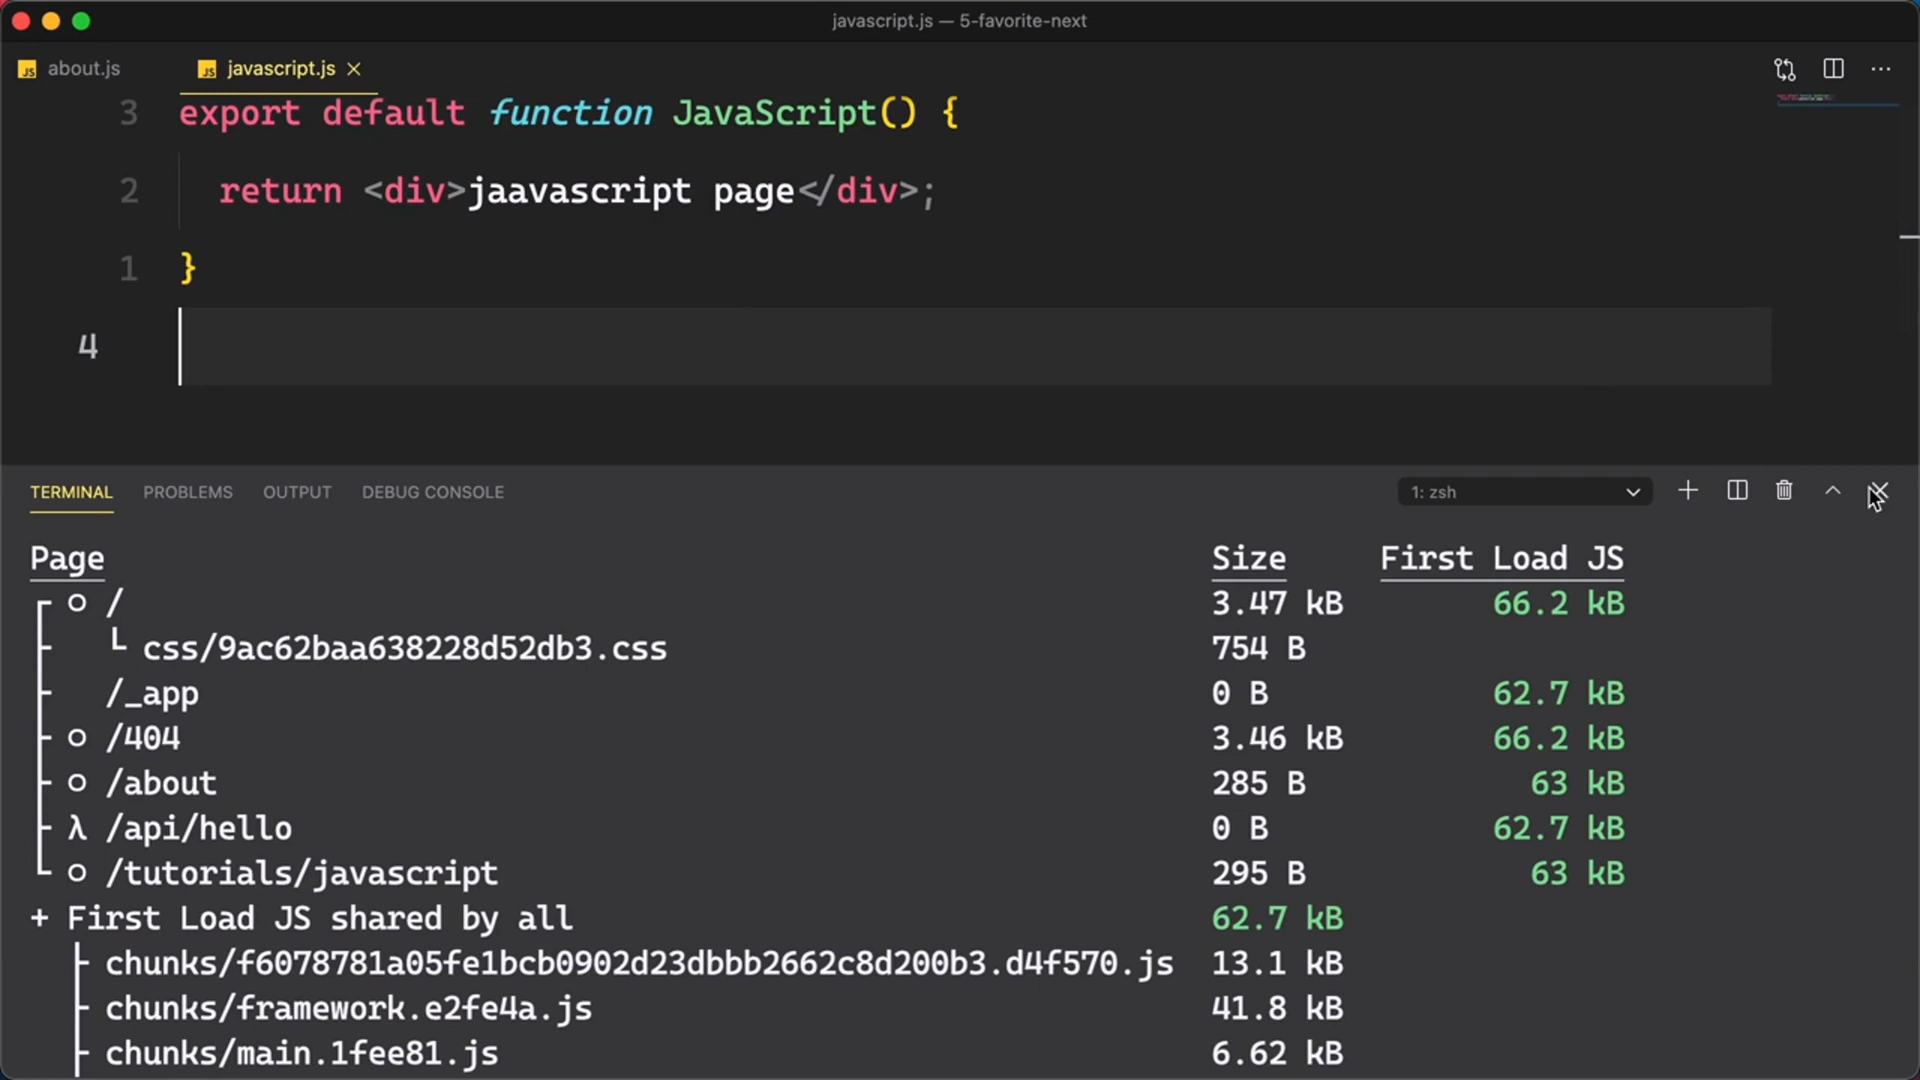 javascript.js — 5-favorite-next
JS about.js JS javascript.js
3 export default function JavaScript() {
2 return <div>jaavascript page</div>;
1 }
4
TERMINAL PROBLEMS OUTPUT DEBUG CONSOLE 1: zsh
Page Size First Load JS
┌ ○ / 3.47 kB 66.2 kB
├   └ css/9ac62baa638228d52db3.css 754 B
├   /_app 0 B 62.7 kB
├ ○ /404 3.46 kB 66.2 kB
├ ○ /about 285 B 63 kB
├ λ /api/hello 0 B 62.7 kB
└ ○ /tutorials/javascript 295 B 63 kB
+ First Load JS shared by all 62.7 kB
├ chunks/f6078781a05fe1bcb0902d23dbbb2662c8d200b3.d4f570.js 13.1 kB
├ chunks/framework.e2fe4a.js 41.8 kB
├ chunks/main.1fee81.js 6.62 kB